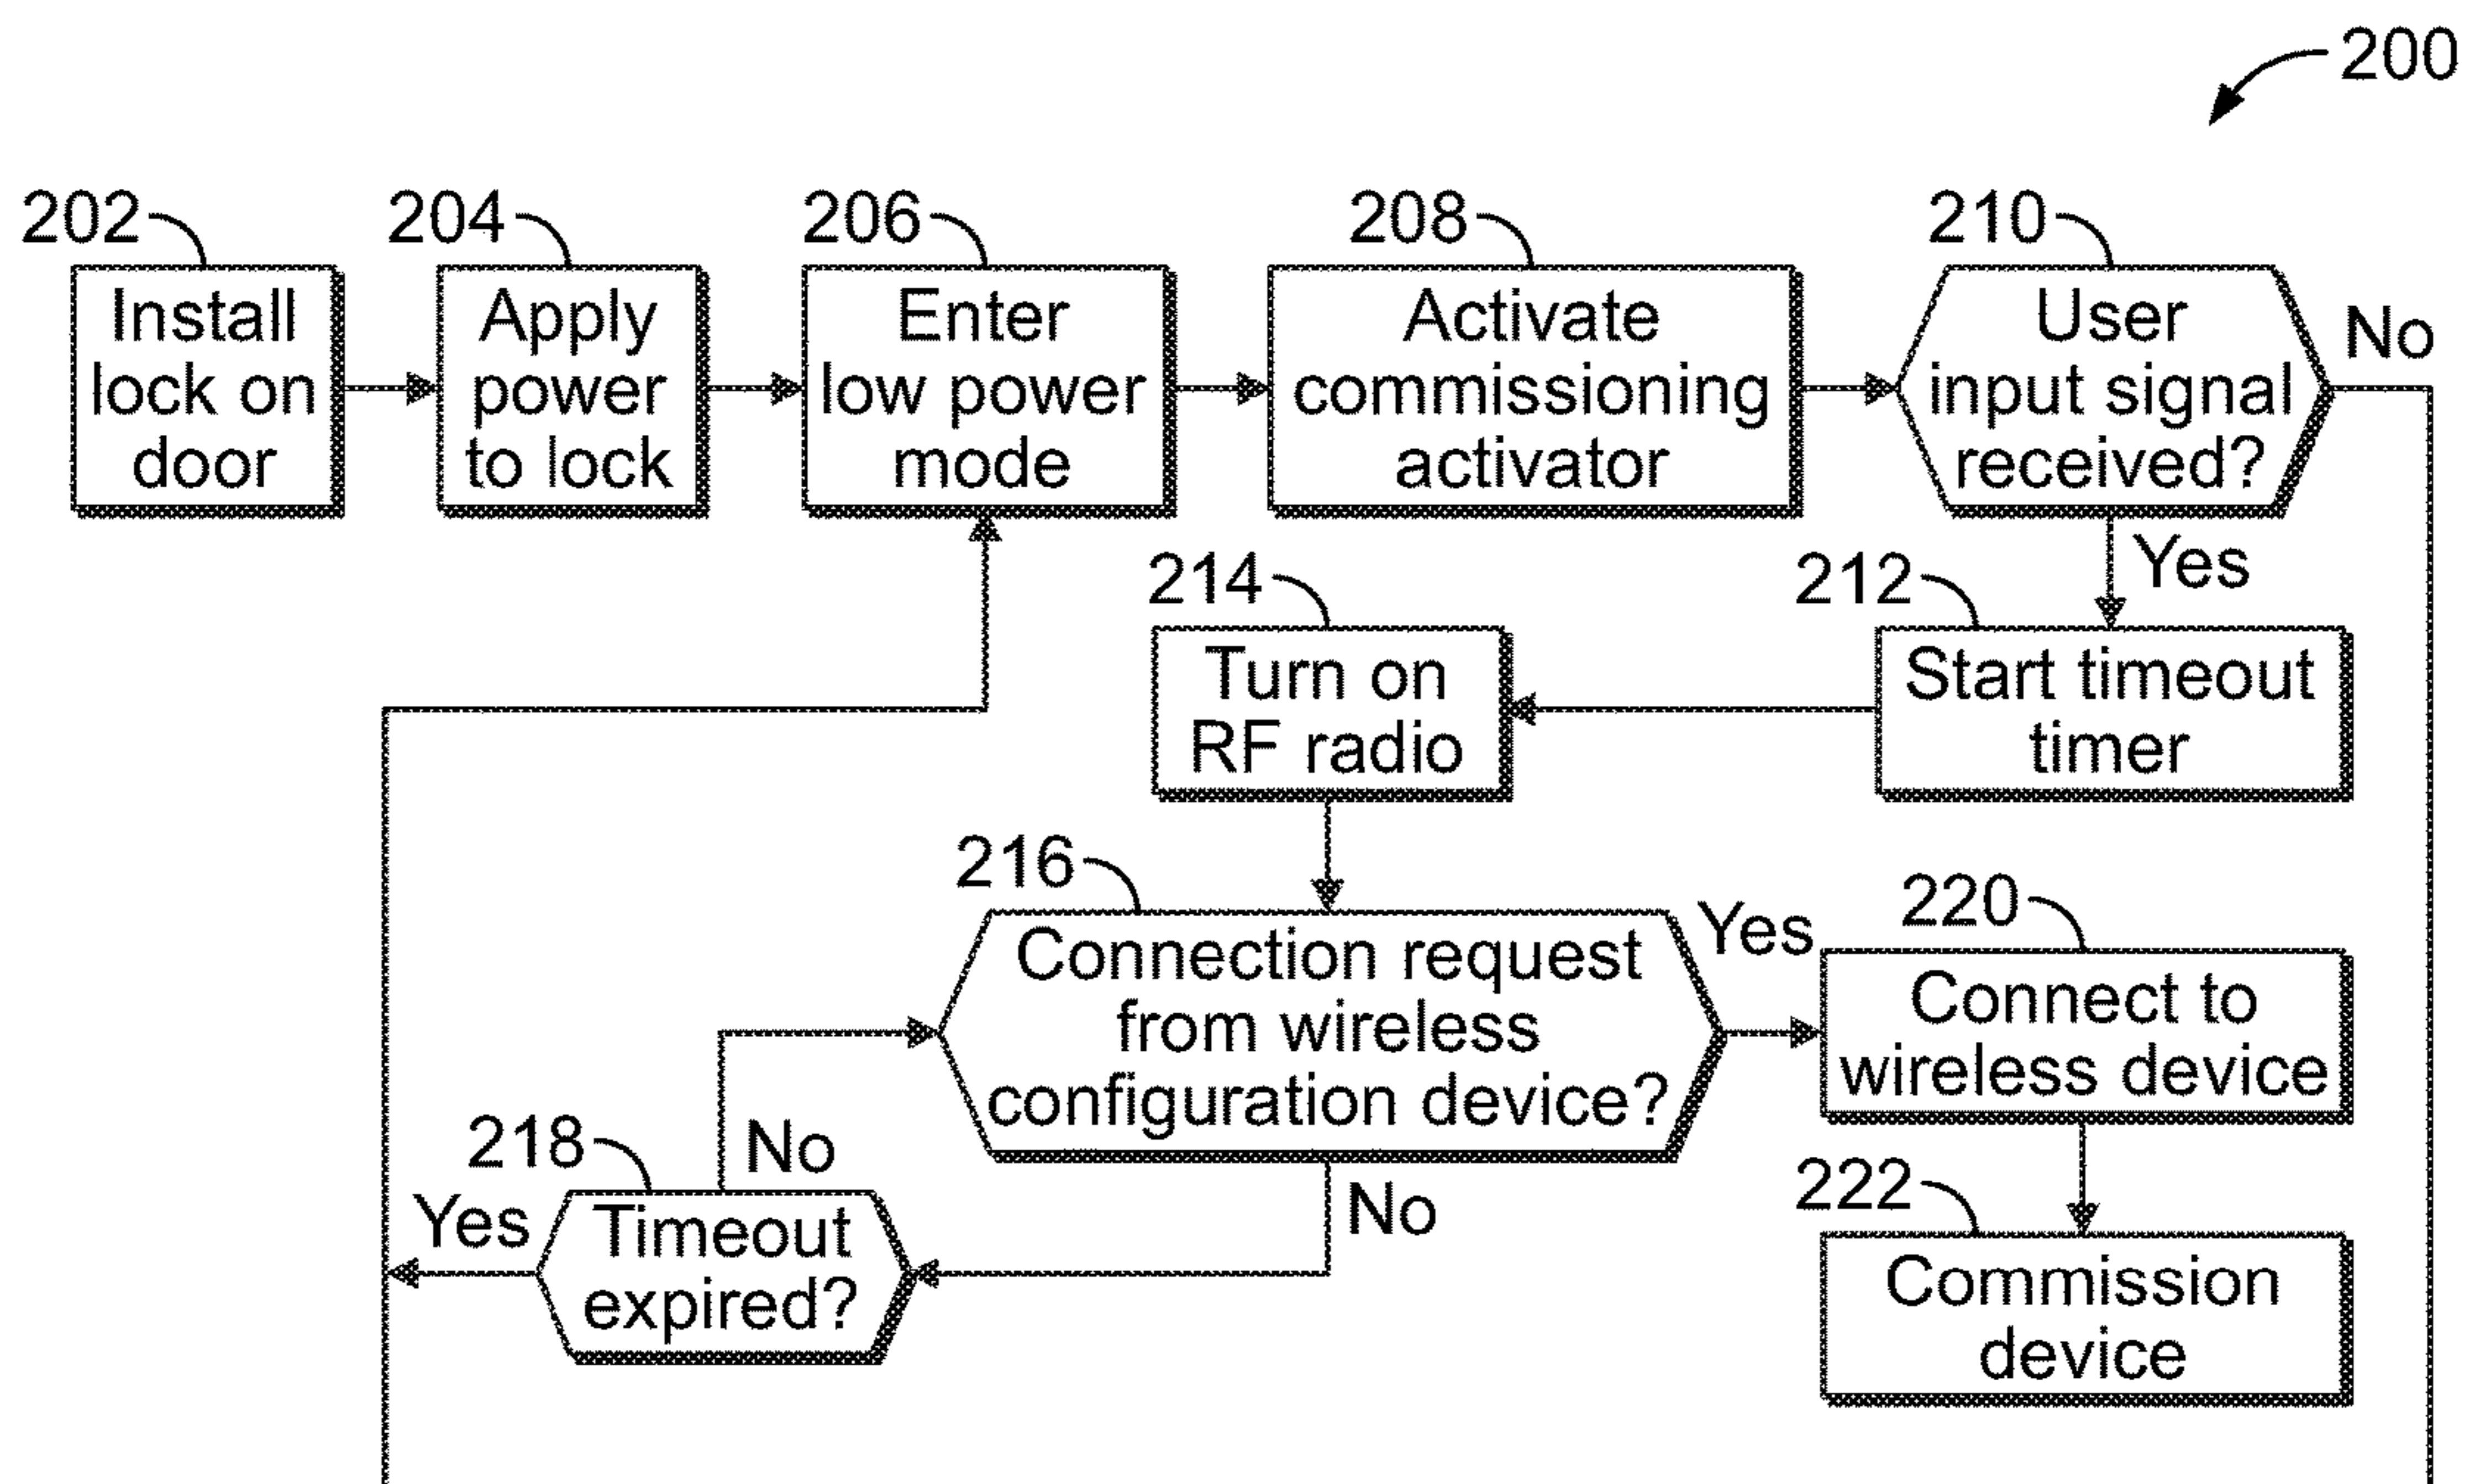 200
202
Install
lock on
door
204
Apply
power
to lock
206
Enter
low power
mode
208
Activate
commissioning
activator
210
User
input signal
received?
No
Yes
212
Start timeout
timer
214
Turn on
RF radio
216
Connection request
from wireless
configuration device?
Yes
No
218
Timeout
expired?
No
Yes
220
Connect to
wireless device
222
Commission
device